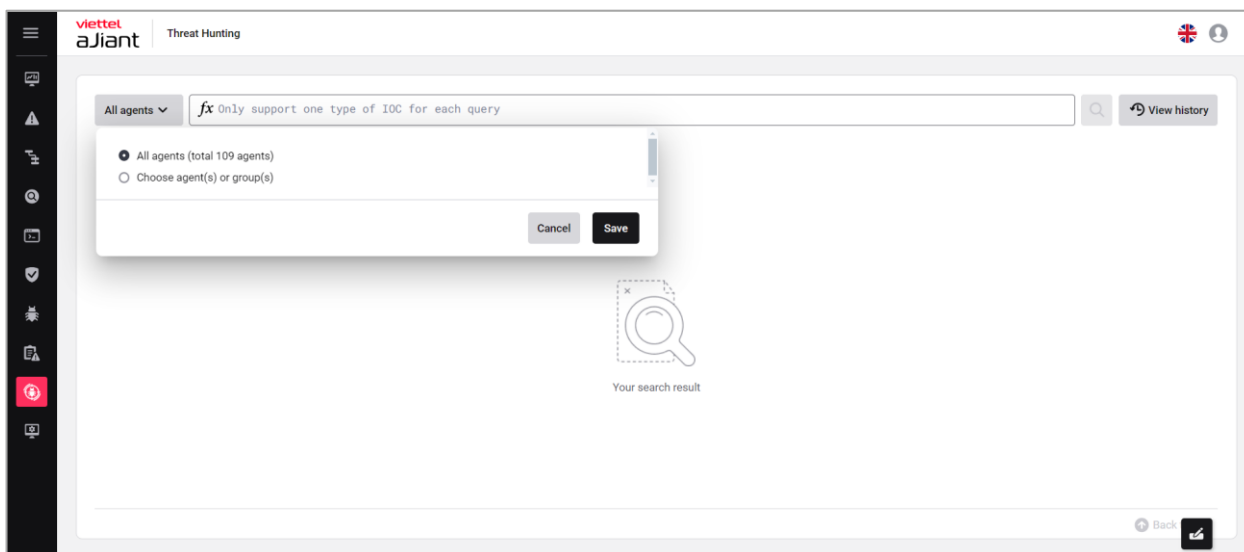 viettel
aJiant
Threat Hunting
All agents
fx Only support one type of IOC for each query
View history
All agents (total 109 agents)
Choose agent(s) or group(s)
Cancel
Save
Your search result
Back